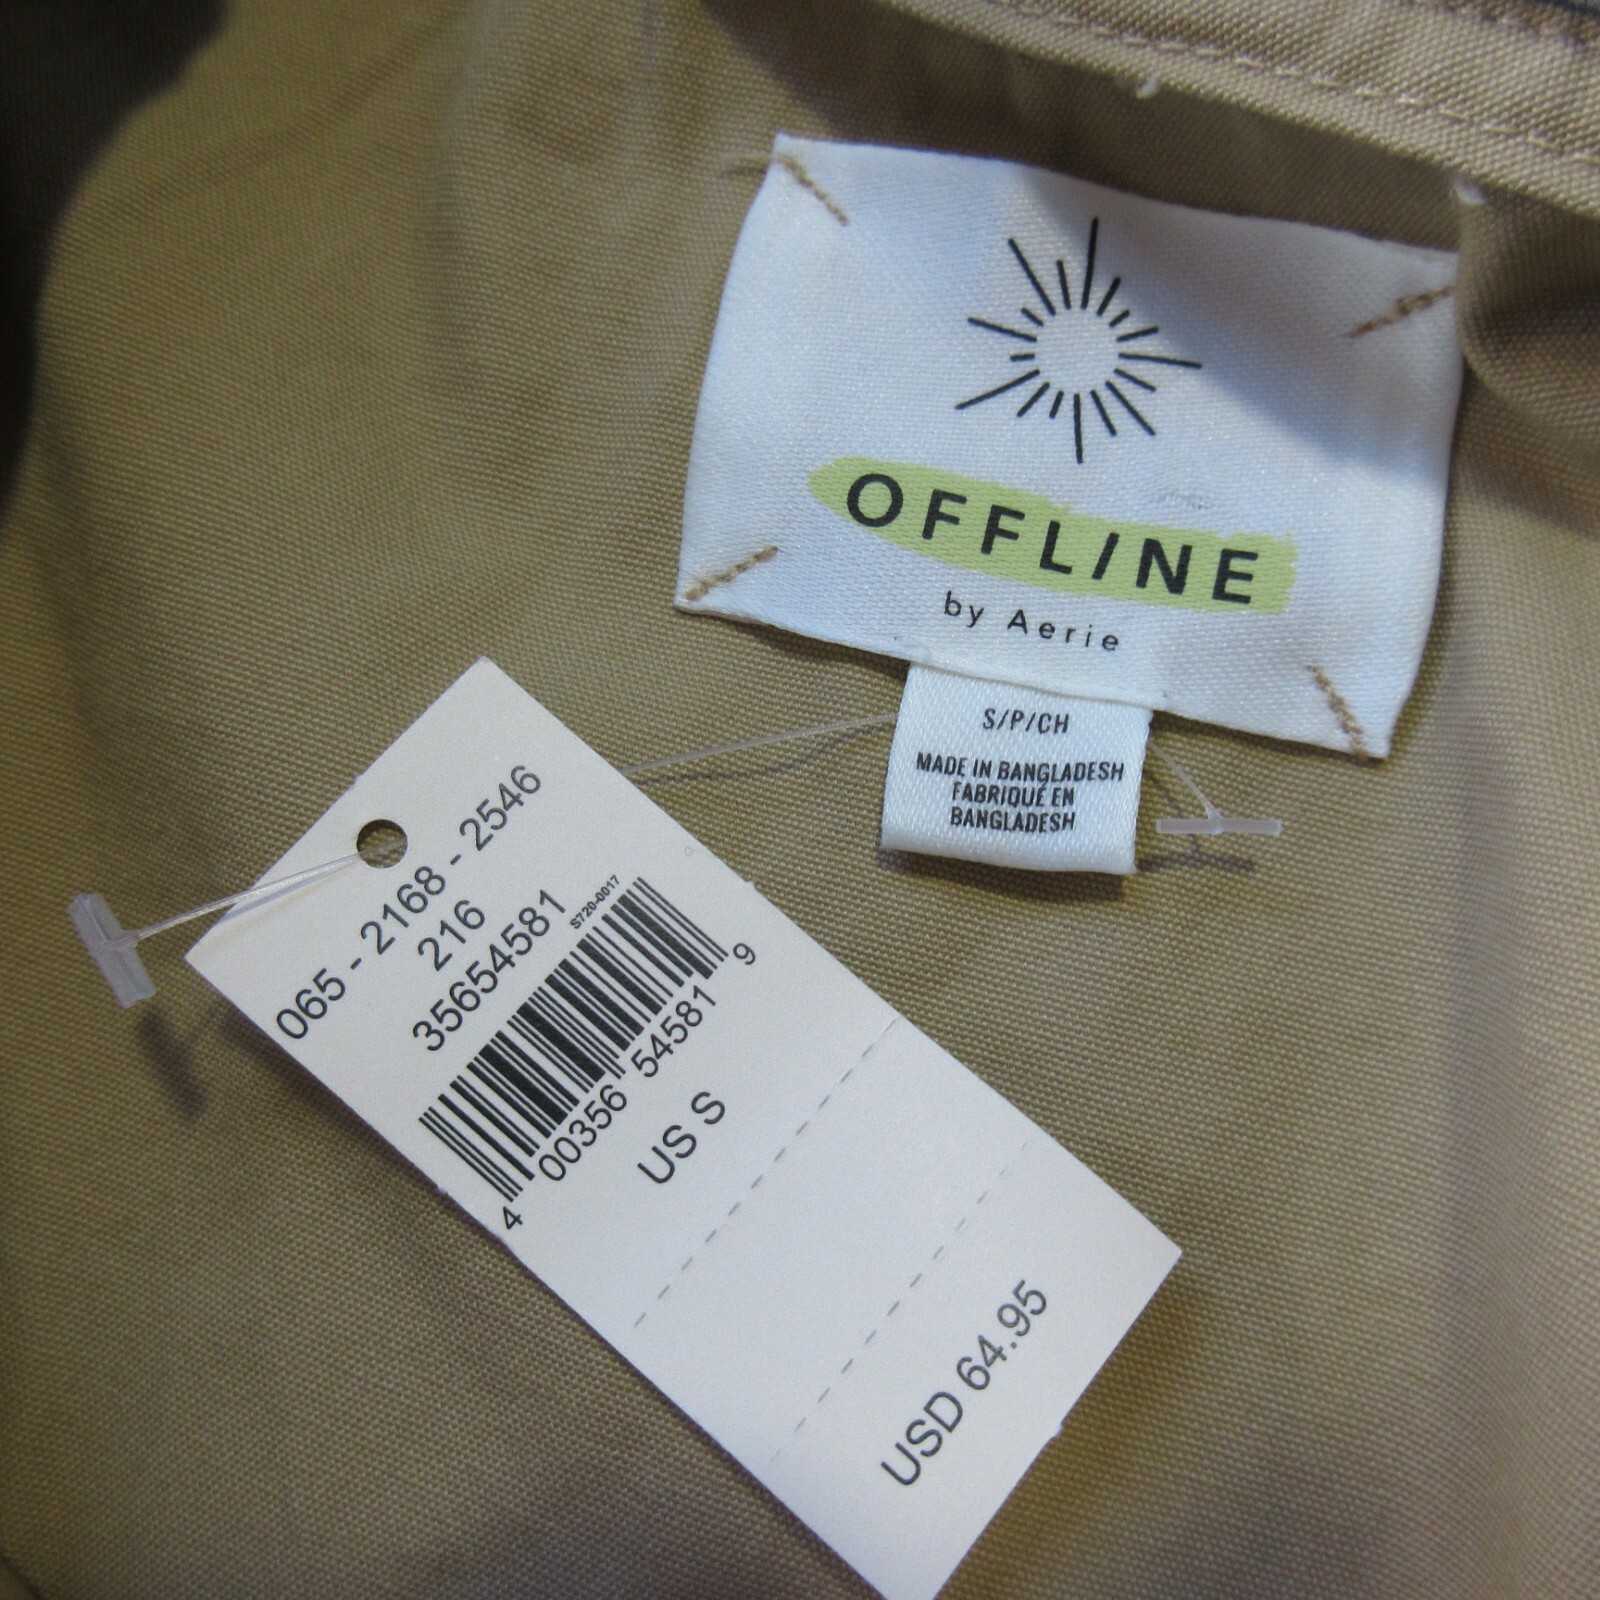 OFFLINE
by Aerie
S/P/CH
MADE IN BANGLADESH
FABRIQUÉ EN
BANGLADESH
065 - 2168 - 2546
216
35654581
S720-0017
4 00356 54581 9
US S
USD 64.95